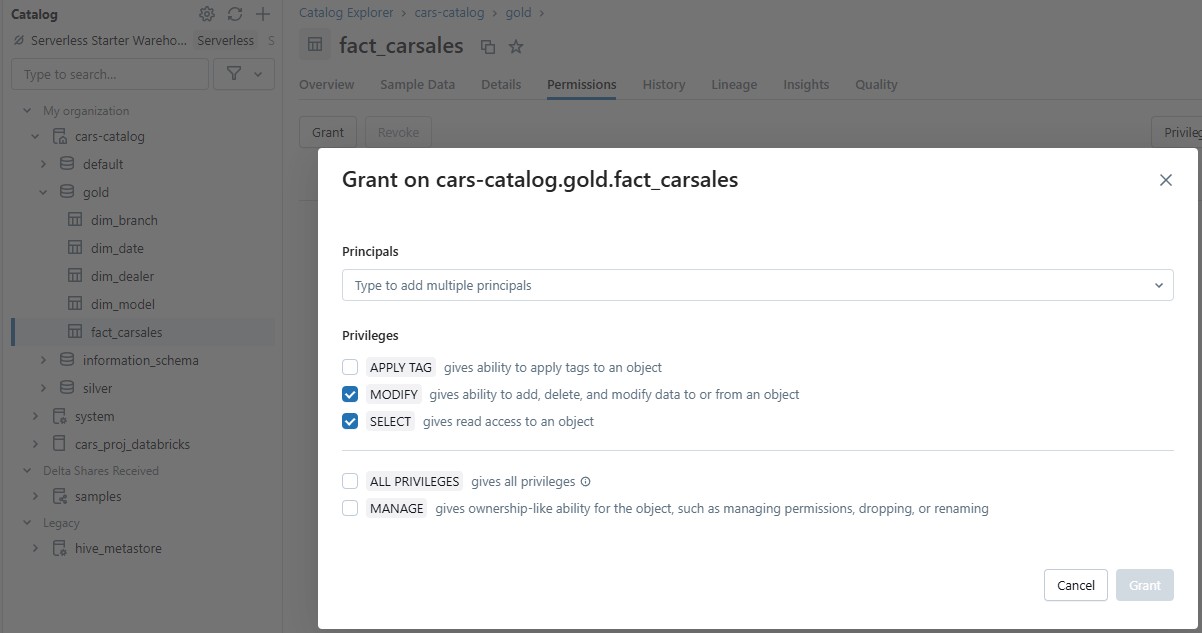 Catalog
Serverless Starter Wareho... Serverless S
Type to search...
My organization
cars-catalog
default
gold
dim_branch
dim_date
dim_dealer
dim_model
fact_carsales
information_schema
silver
system
cars_proj_databricks
Delta Shares Received
samples
Legacy
hive_metastore
Catalog Explorer > cars-catalog > gold >
fact_carsales
Overview Sample Data Details Permissions History Lineage Insights Quality
Grant Revoke Privileg
Grant on cars-catalog.gold.fact_carsales
Principals
Type to add multiple principals
Privileges
APPLY TAG gives ability to apply tags to an object
MODIFY gives ability to add, delete, and modify data to or from an object
SELECT gives read access to an object
ALL PRIVILEGES gives all privileges
MANAGE gives ownership-like ability for the object, such as managing permissions, dropping, or renaming
Cancel Grant